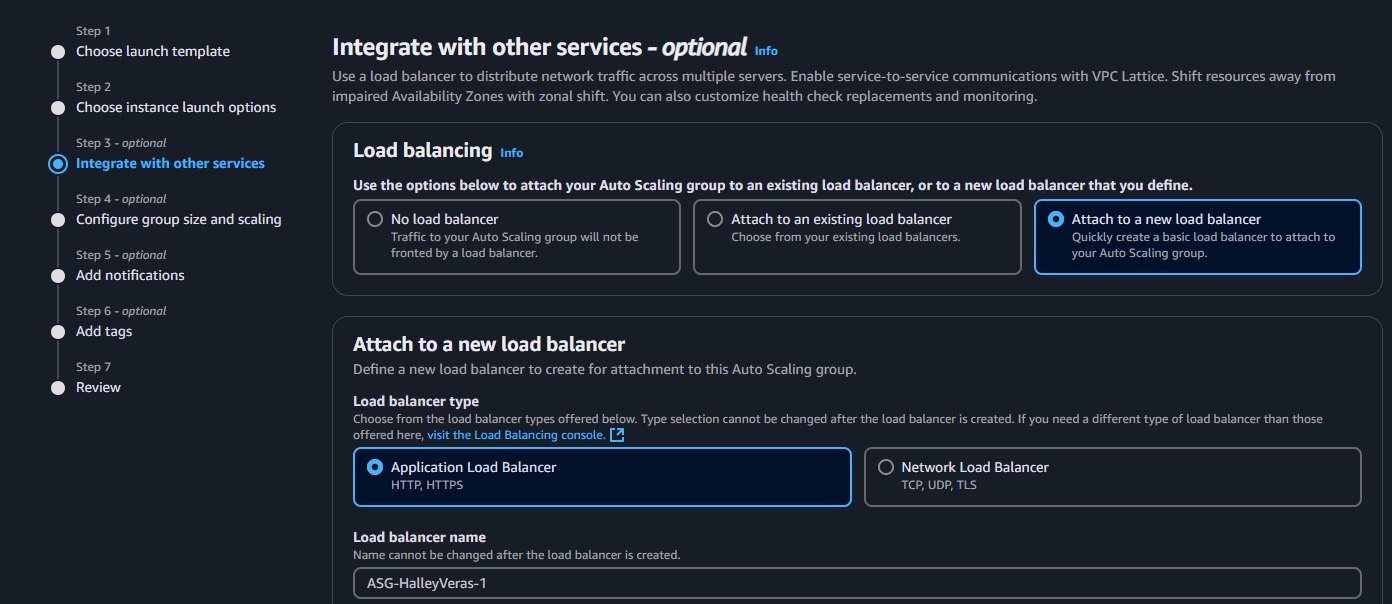 Step 1
Choose launch template
Step 2
Choose instance launch options
Step 3 - optional
Integrate with other services
Step 4 - optional
Configure group size and scaling
Step 5 - optional
Add notifications
Step 6 - optional
Add tags
Step 7
Review
Integrate with other services - optional Info
Use a load balancer to distribute network traffic across multiple servers. Enable service-to-service communications with VPC Lattice. Shift resources away from
impaired Availability Zones with zonal shift. You can also customize health check replacements and monitoring.
Load balancing Info
Use the options below to attach your Auto Scaling group to an existing load balancer, or to a new load balancer that you define.
No load balancer
Traffic to your Auto Scaling group will not be
fronted by a load balancer.
Attach to an existing load balancer
Choose from your existing load balancers.
Attach to a new load balancer
Quickly create a basic load balancer to attach to
your Auto Scaling group.
Attach to a new load balancer
Define a new load balancer to create for attachment to this Auto Scaling group.
Load balancer type
Choose from the load balancer types offered below. Type selection cannot be changed after the load balancer is created. If you need a different type of load balancer than those
offered here, visit the Load Balancing console.
Application Load Balancer
HTTP, HTTPS
Network Load Balancer
TCP, UDP, TLS
Load balancer name
Name cannot be changed after the load balancer is created.
ASG-HalleyVeras-1